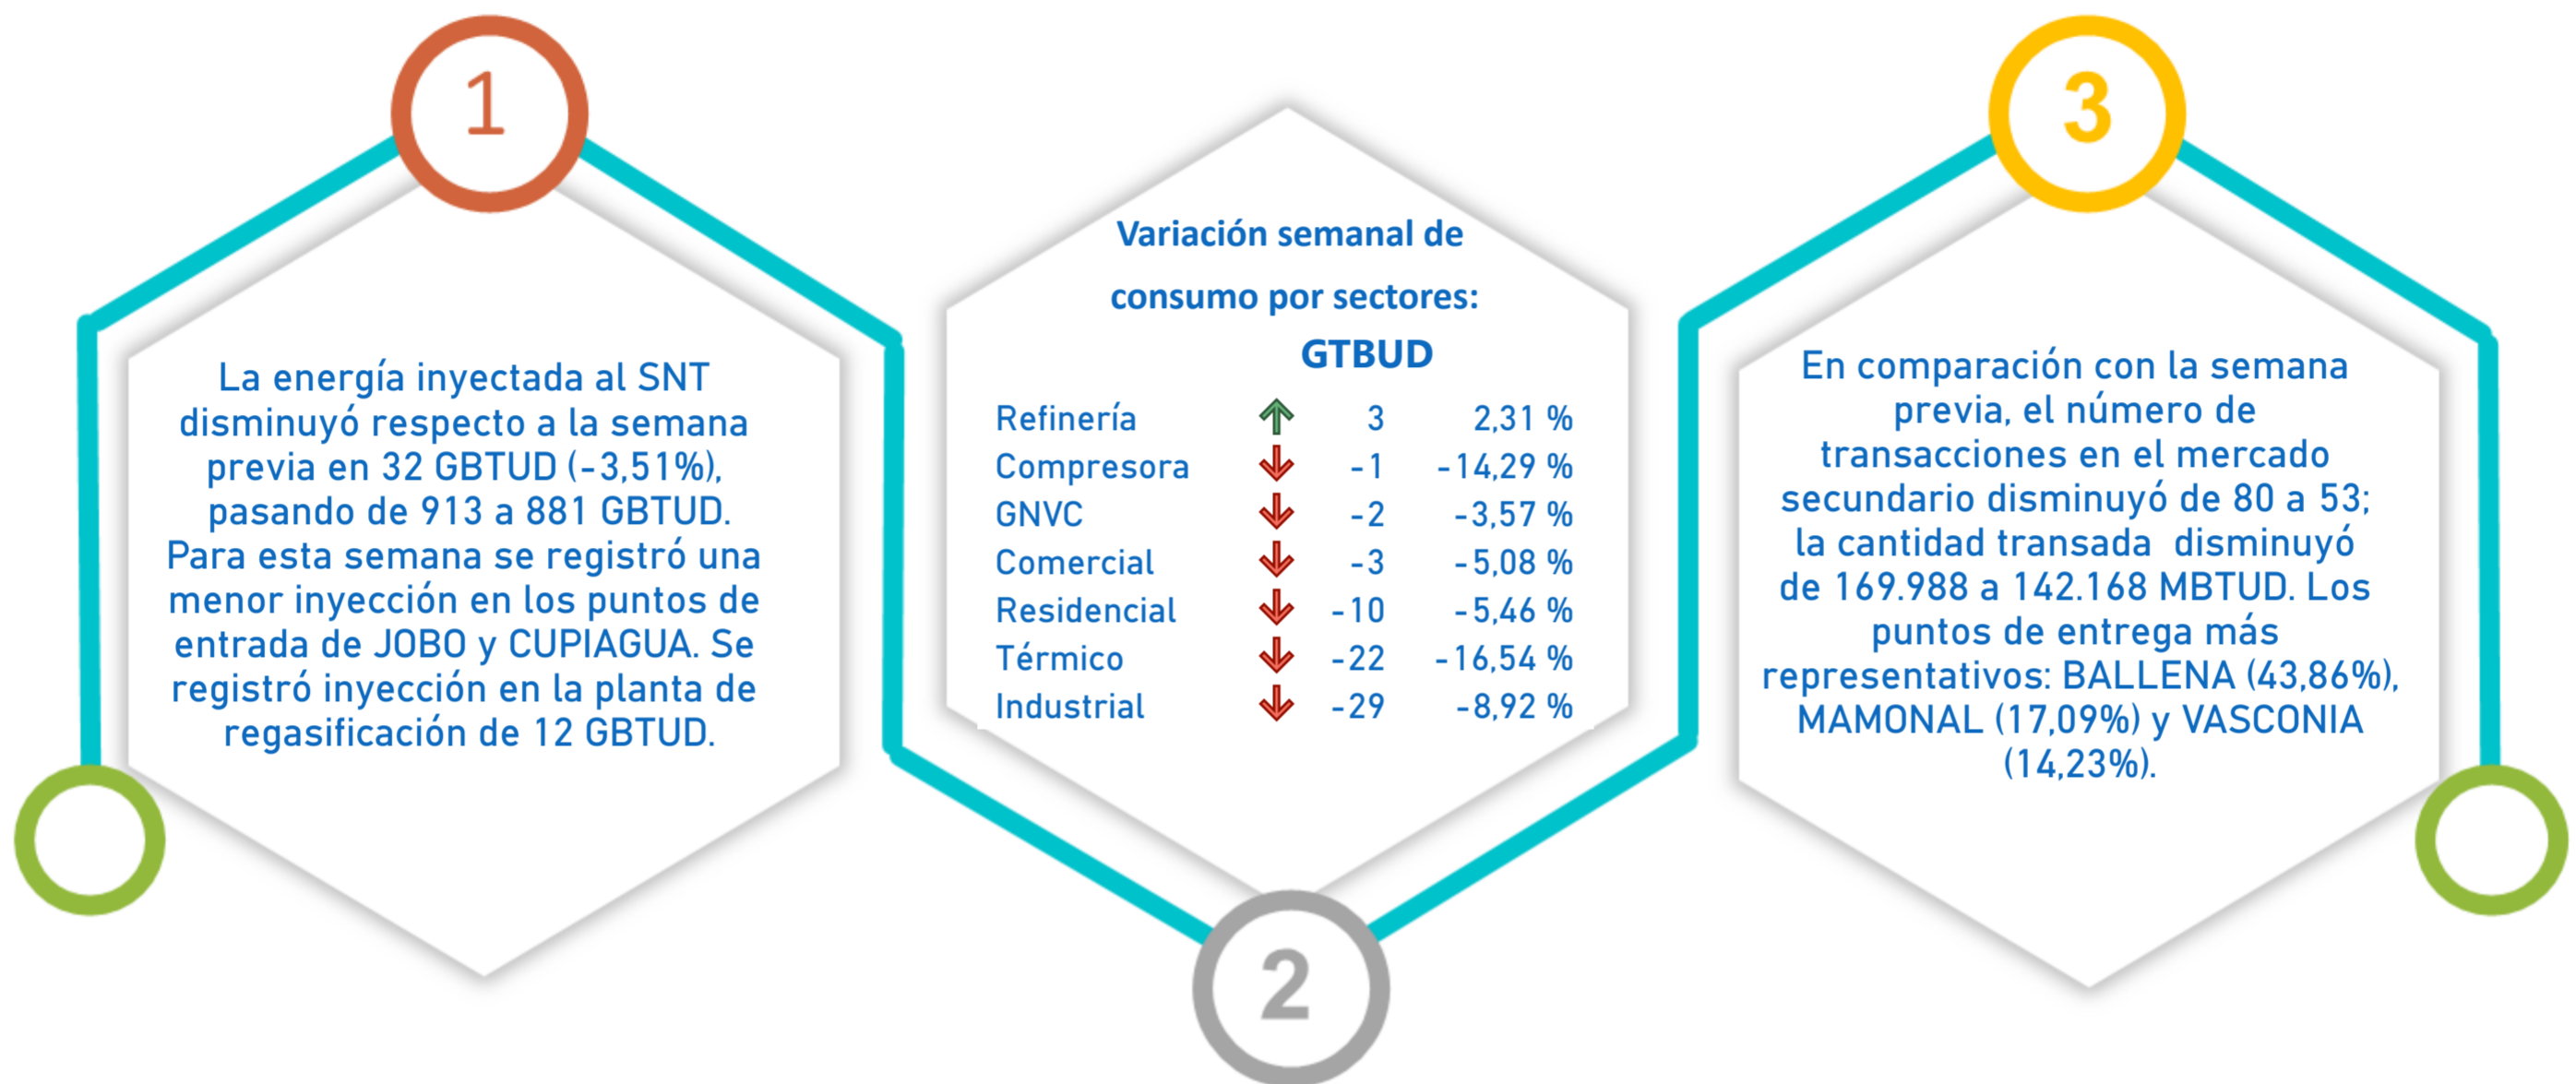 1
La energía inyectada al SNT
disminuyó respecto a la semana
previa en 32 GBTUD (-3,51%),
pasando de 913 a 881 GBTUD.
Para esta semana se registró una
menor inyección en los puntos de
entrada de JOBO y CUPIAGUA. Se
registró inyección en la planta de
regasificación de 12 GBTUD.
Variación semanal de
consumo por sectores:
GTBUD
Refinería 3 2,31 %
Compresora -1 -14,29 %
GNVC -2 -3,57 %
Comercial -3 -5,08 %
Residencial -10 -5,46 %
Térmico -22 -16,54 %
Industrial -29 -8,92 %
2
3
En comparación con la semana
previa, el número de
transacciones en el mercado
secundario disminuyó de 80 a 53;
la cantidad transada disminuyó
de 169.988 a 142.168 MBTUD. Los
puntos de entrega más
representativos: BALLENA (43,86%),
MAMONAL (17,09%) y VASCONIA
(14,23%).